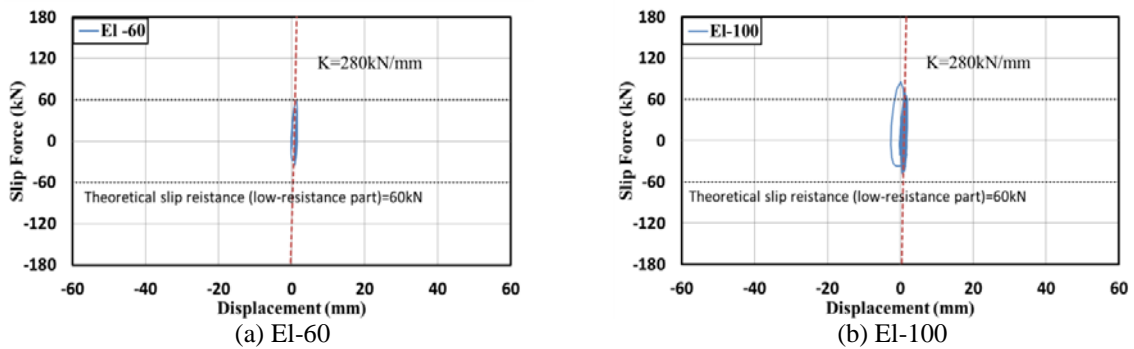 180
120
60
0
-60
-120
-180
Slip Force (kN)
El -60
K=280kN/mm
Theoretical slip reistance (low-resistance part)=60kN
-60 -40 -20 0 20 40 60
Displacement (mm)
(a) El-60
180
120
60
0
-60
-120
-180
Slip Force (kN)
El-100
K=280kN/mm
Theoretical slip reistance (low-resistance part)=60kN
-60 -40 -20 0 20 40 60
Displacement (mm)
(b) El-100